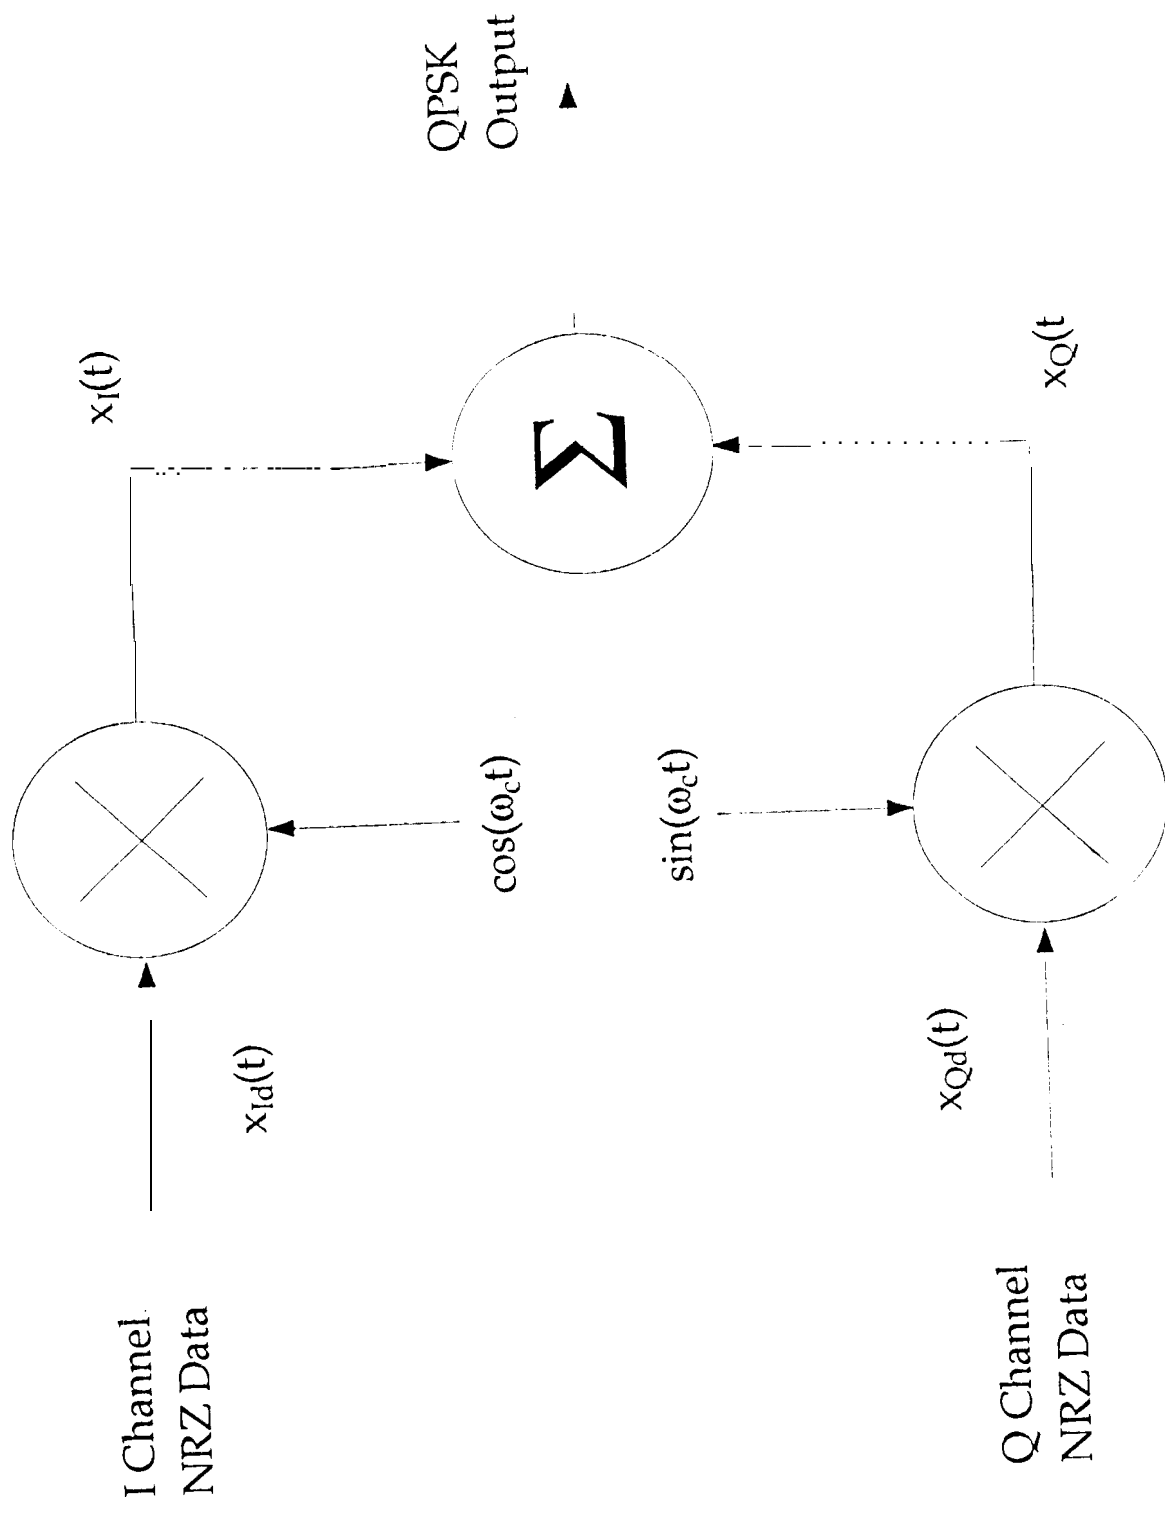 I Channel
NRZ Data
xId(t)
cos(ωct)
xI(t)
Σ
QPSK
Output
sin(ωct)
xQd(t)
xQ(t
Q Channel
NRZ Data